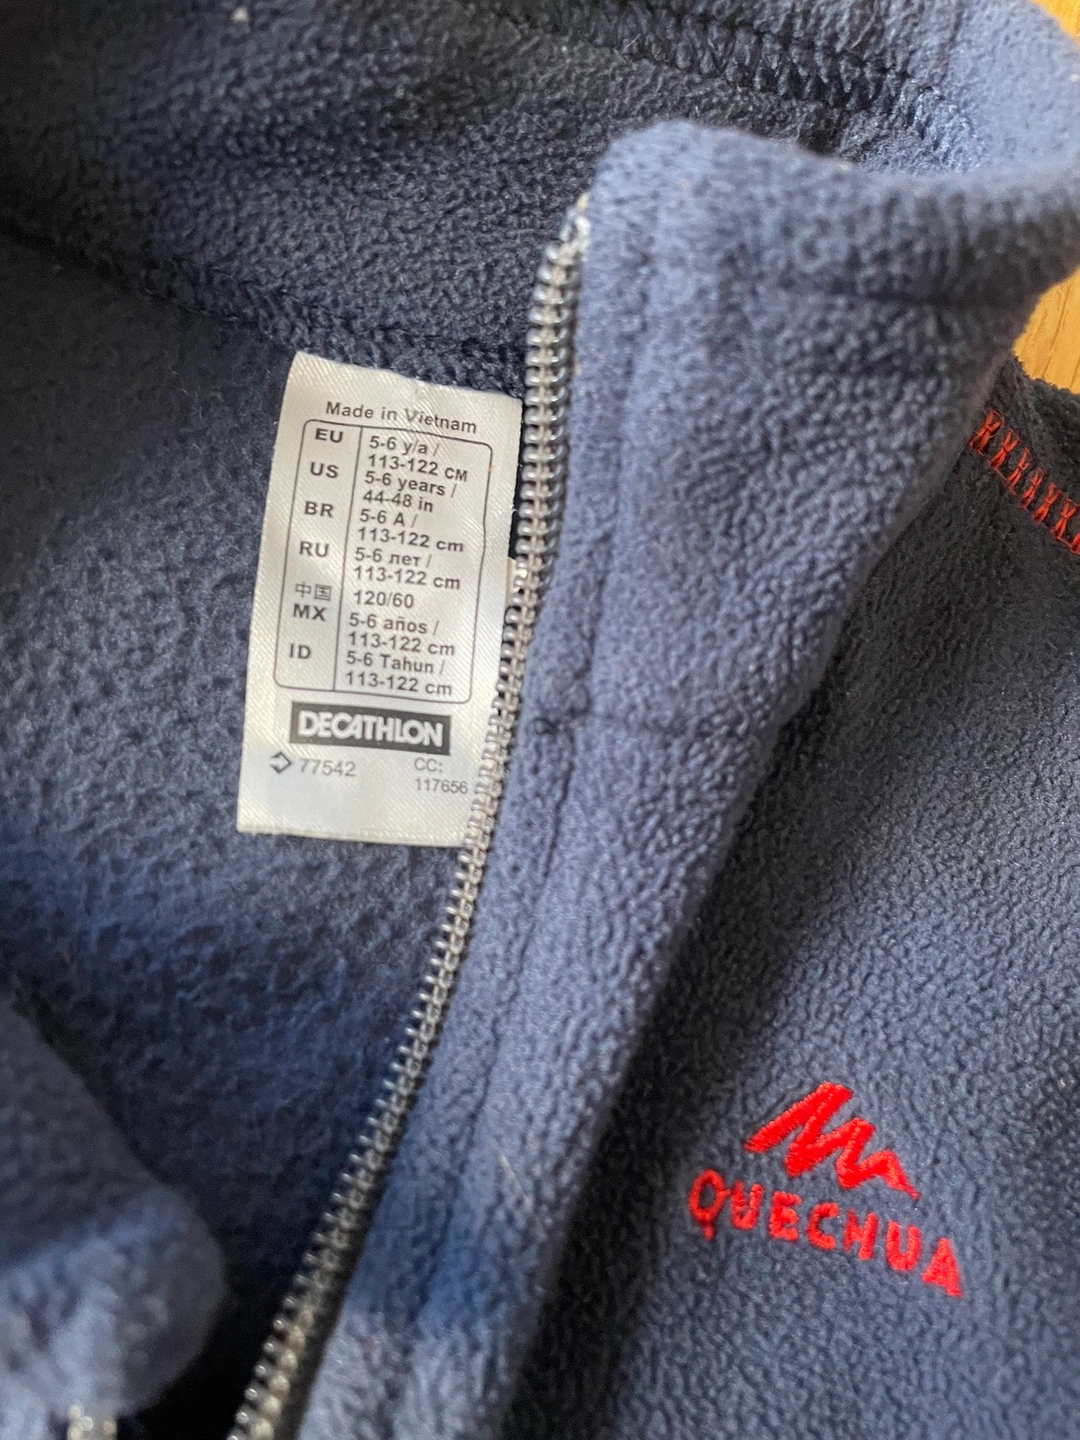 Made in Vietnam
EU 5-6 y/a /
113-122 CM
US 5-6 years /
44-48 in
BR 5-6 A /
113-122 cm
RU 5-6 лет /
113-122 cm
中国 120/60
MX 5-6 años /
113-122 cm
ID 5-6 Tahun /
113-122 cm
DECATHLON
77542 CC:
117656
QUECHUA